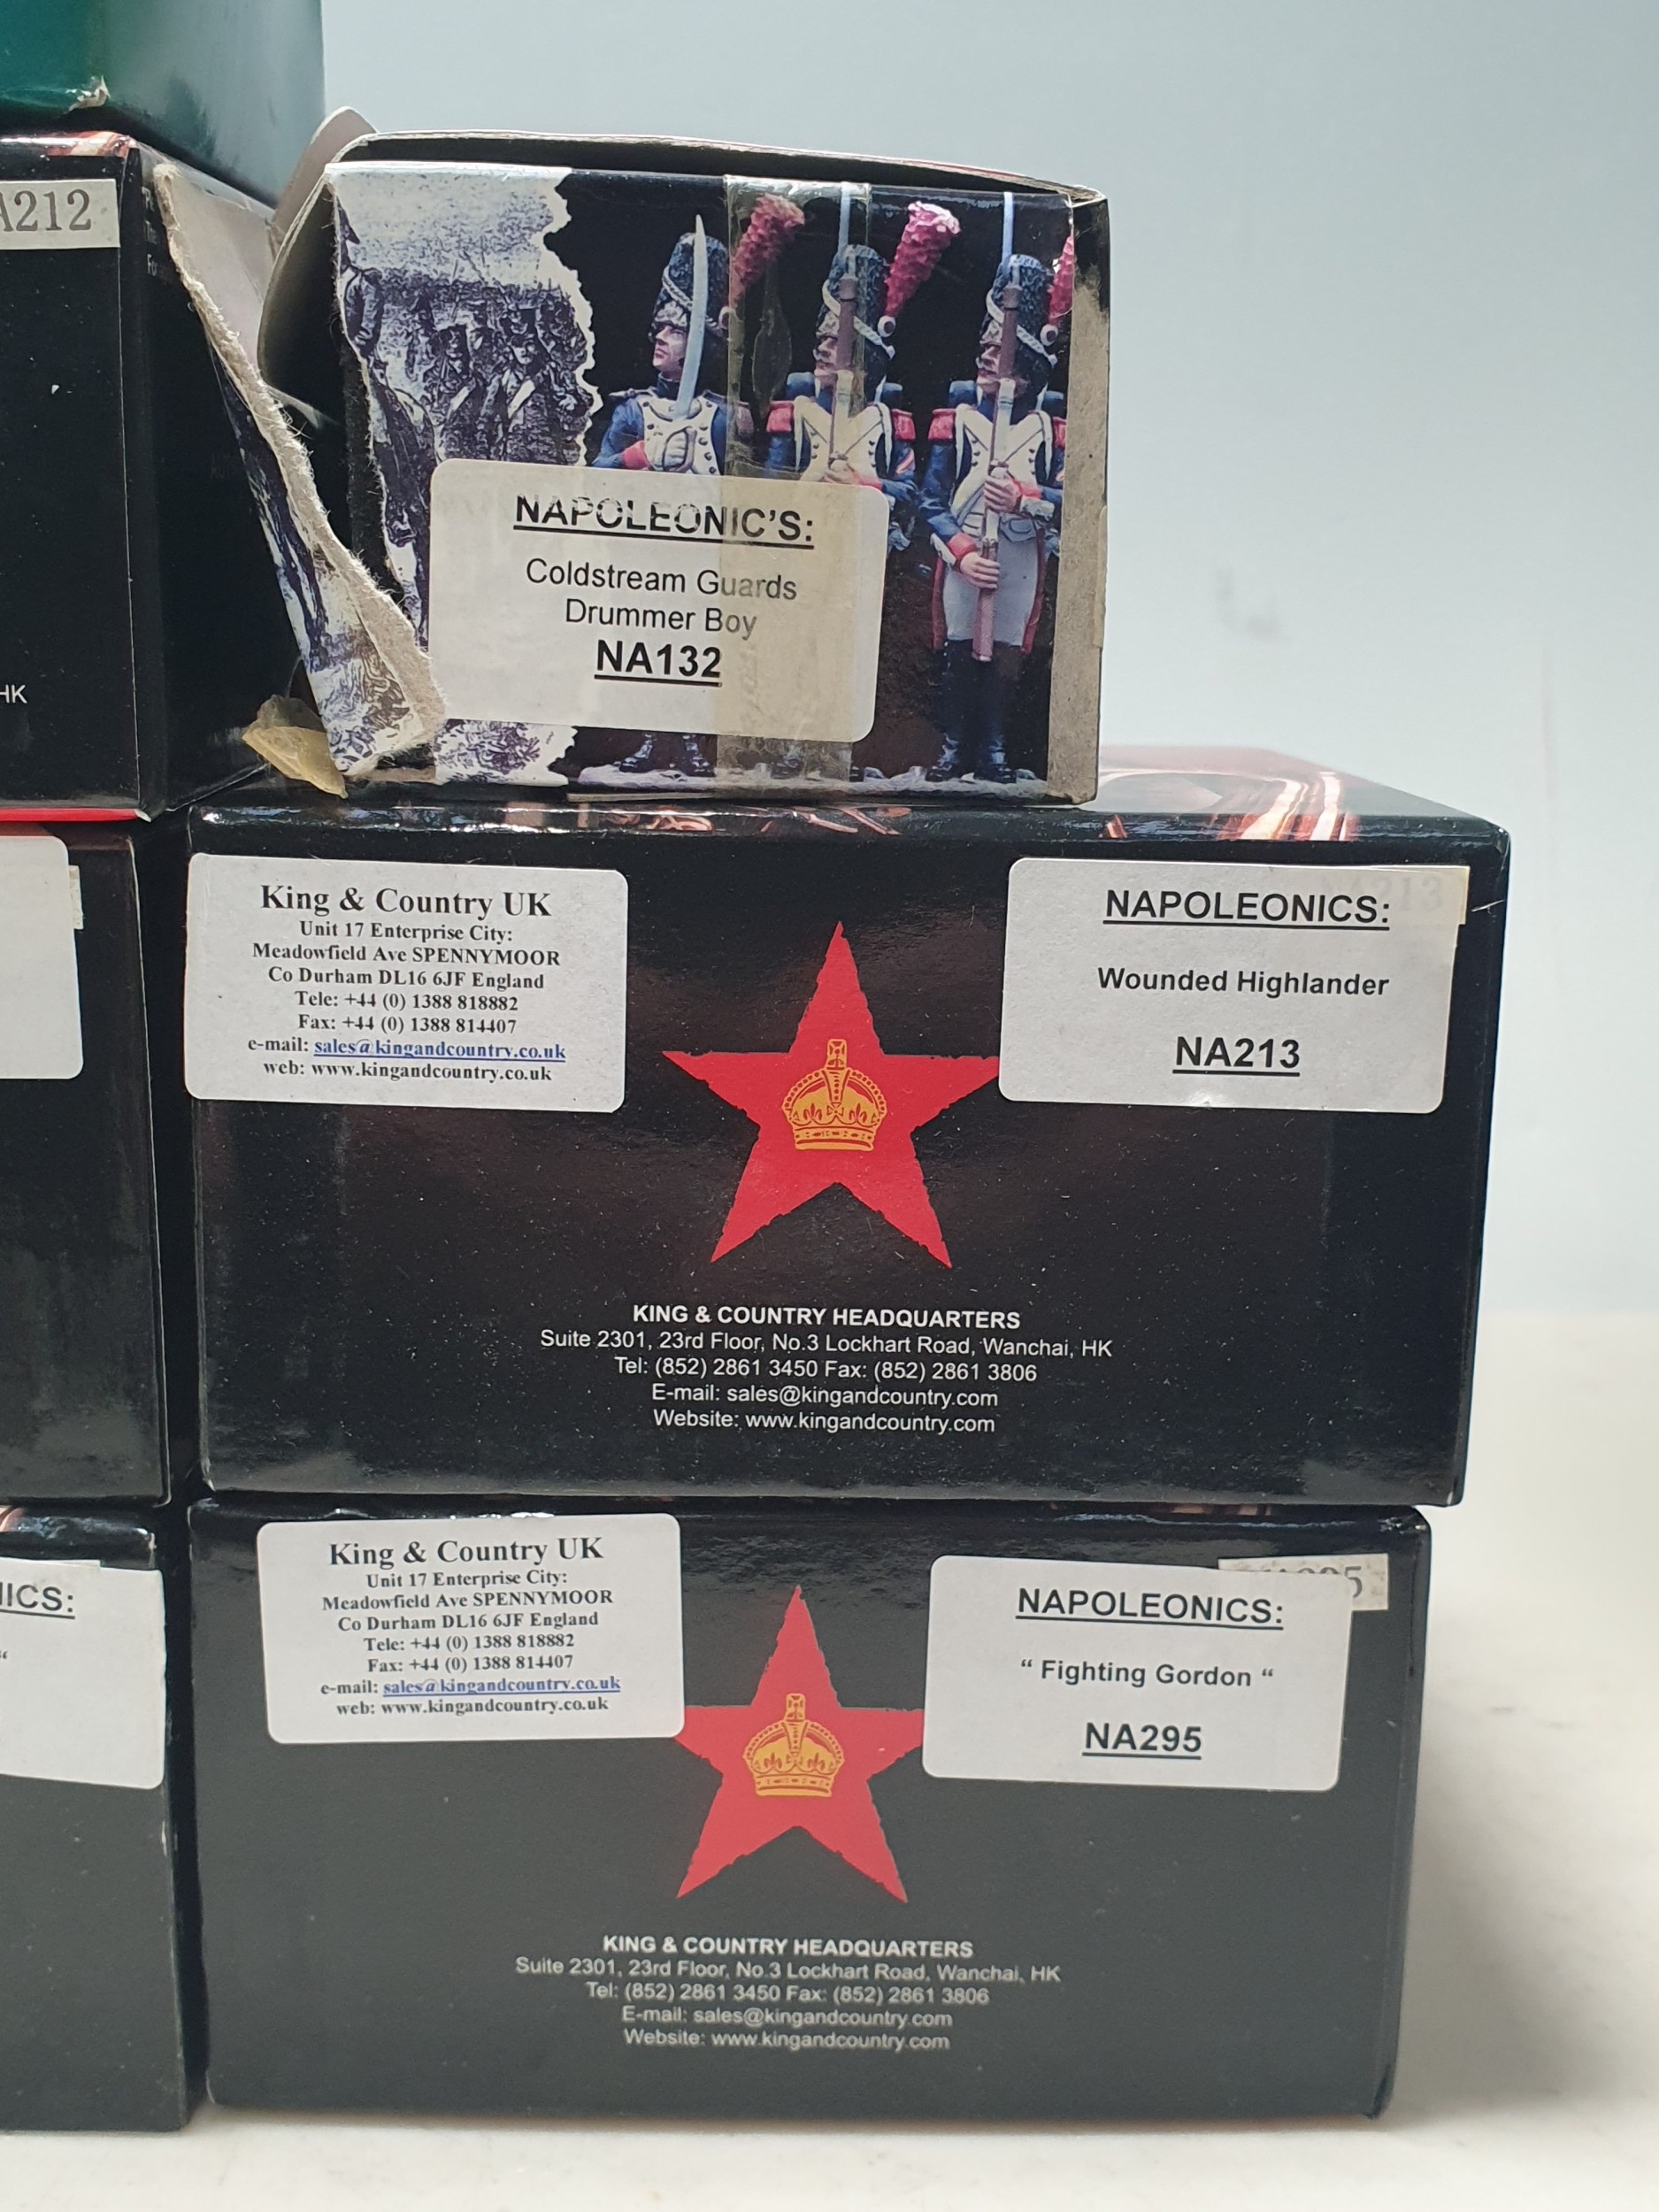 A212
HK
NAPOLEONIC'S:
Coldstream Guards
Drummer Boy
NA132
King & Country UK
Unit 17 Enterprise City:
Meadowfield Ave SPENNYMOOR
Co Durham DL16 6JF England
Tele: +44 (0) 1388 818882
Fax: +44 (0) 1388 814407
e-mail: sales@kingandcountry.co.uk
web: www.kingandcountry.co.uk
NAPOLEONICS:
Wounded Highlander
NA213
KING & COUNTRY HEADQUARTERS
Suite 2301, 23rd Floor, No.3 Lockhart Road, Wanchai, HK
Tel: (852) 2861 3450 Fax: (852) 2861 3806
E-mail: sales@kingandcountry.com
Website: www.kingandcountry.com
ICS:
“
King & Country UK
Unit 17 Enterprise City:
Meadowfield Ave SPENNYMOOR
Co Durham DL16 6JF England
Tele: +44 (0) 1388 818882
Fax: +44 (0) 1388 814407
e-mail: sales@kingandcountry.co.uk
web: www.kingandcountry.co.uk
NAPOLEONICS:
“ Fighting Gordon “
NA295
KING & COUNTRY HEADQUARTERS
Suite 2301, 23rd Floor, No.3 Lockhart Road, Wanchai, HK
Tel: (852) 2861 3450 Fax: (852) 2861 3806
E-mail: sales@kingandcountry.com
Website: www.kingandcountry.com